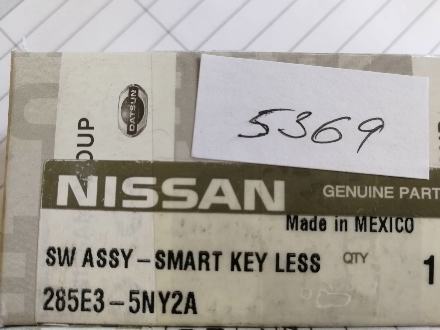 5369
DATSUN
OUP
NISSAN
GENUINE PART
Made in MEXICO
SW ASSY-SMART KEY LESS QTY 1
285E3-5NY2A